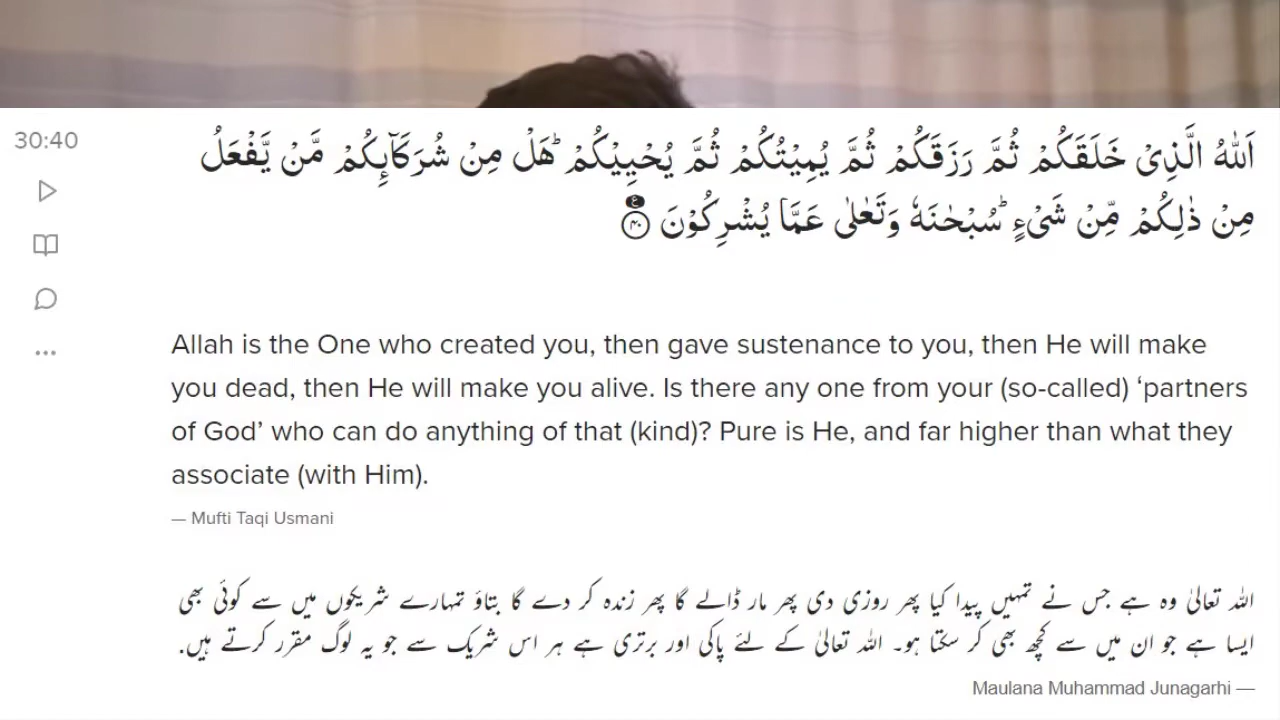 30:40
اَللّٰهُ الَّذِیْ خَلَقَكُمْ ثُمَّ رَزَقَكُمْ ثُمَّ یُمِیْتُكُمْ ثُمَّ یُحْیِیْكُمْ ؕ هَلْ مِنْ شُرَكَآىِٕكُمْ مَّنْ یَّفْعَلُ
مِنْ ذٰلِكُمْ مِّنْ شَیْءٍ ؕ سُبْحٰنَهٗ وَتَعٰلٰی عَمَّا یُشْرِكُوْنَ ۟۠ ۴۰
Allah is the One who created you, then gave sustenance to you, then He will make
you dead, then He will make you alive. Is there any one from your (so-called) ‘partners
of God’ who can do anything of that (kind)? Pure is He, and far higher than what they
associate (with Him).
— Mufti Taqi Usmani
اللہ تعالیٰ وہ ہے جس نے تمہیں پیدا کیا پھر روزی دی پھر مار ڈالے گا پھر زندہ کر دے گا بتاؤ تمہارے شریکوں میں سے کوئی بھی
ایسا ہے جو ان میں سے کچھ بھی کر سکتا ہو۔ اللہ تعالیٰ کے لئے پاکی اور برتری ہے ہر اس شریک سے جو یہ لوگ مقرر کرتے ہیں.
Maulana Muhammad Junagarhi —